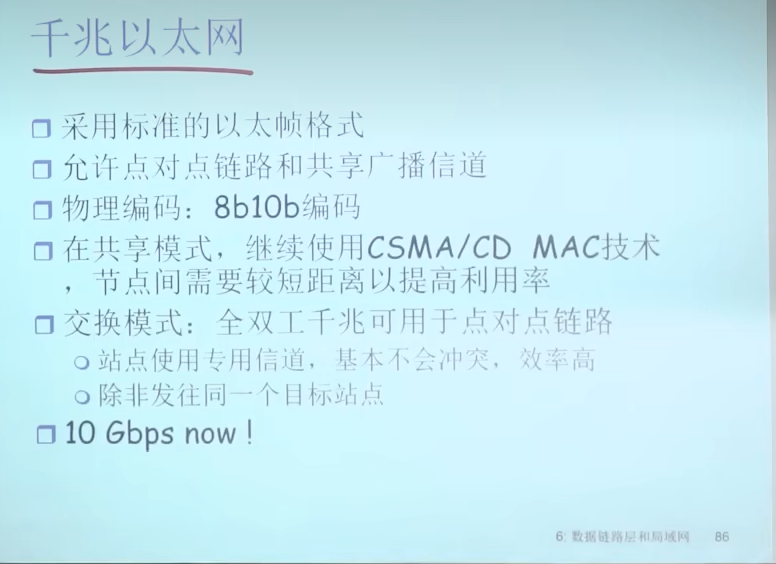 千兆以太网
采用标准的以太帧格式
允许点对点链路和共享广播信道
物理编码：8b10b编码
在共享模式，继续使用CSMA/CD MAC技术
，节点间需要较短距离以提高利用率
交换模式：全双工千兆可用于点对点链路
站点使用专用信道，基本不会冲突，效率高
除非发往同一个目标站点
10 Gbps now !
6: 数据链路层和局域网 86